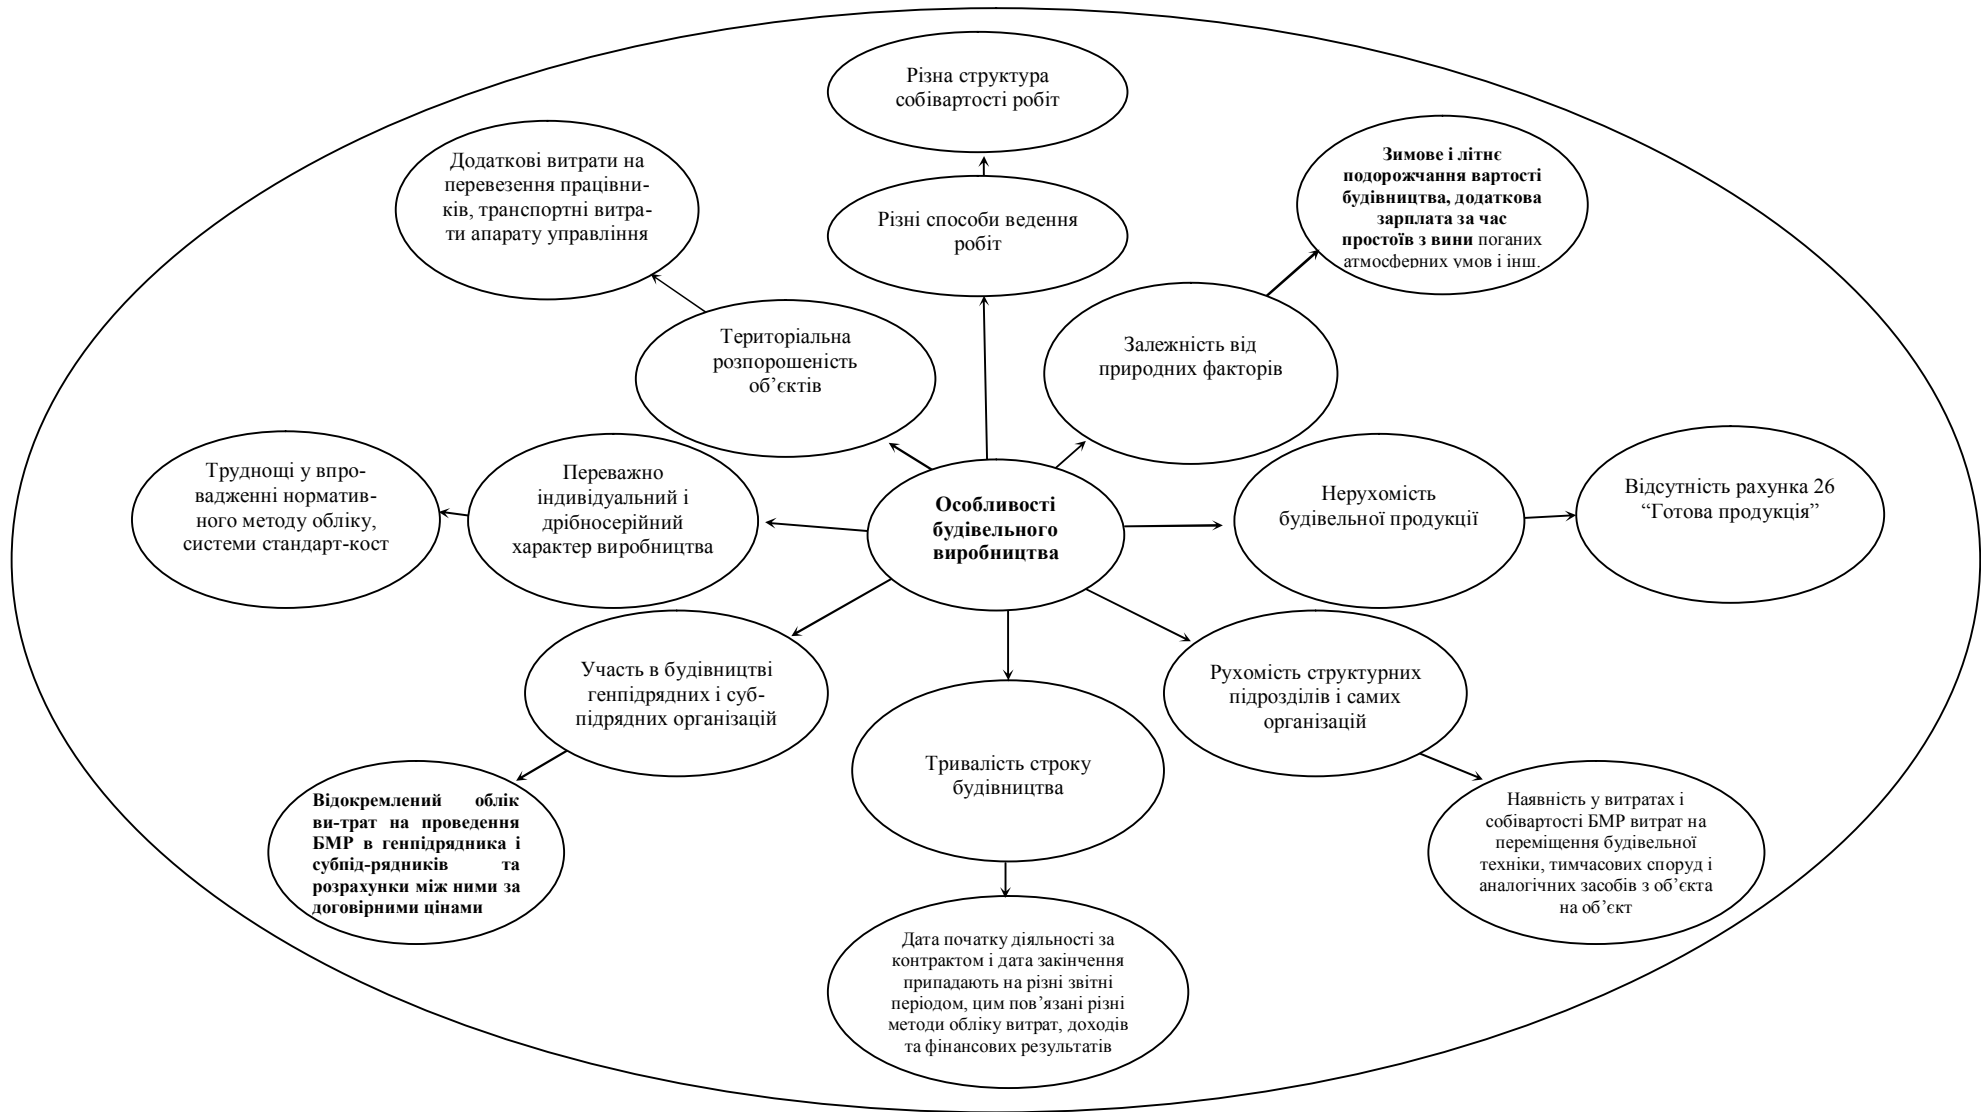 Різна структура
собівартості робіт
Додаткові витрати на
перевезення працівни-
ків, транспортні витра-
ти апарату управління
Різні способи ведення
робіт
Зимове і літнє
подорожчання вартості
будівництва, додаткова
зарплата за час
простоїв з вини поганих
атмосферних умов і інш.
Територіальна
розпорошеність
об’єктів
Залежність від
природних факторів
Труднощі у впро-
вадженні норматив-
ного методу обліку,
системи стандарт-кост
Переважно
індивідуальний і
дрібносерійний
характер виробництва
Особливості
будівельного
виробництва
Нерухомість
будівельної продукції
Відсутність рахунка 26
“Готова продукція”
Участь в будівництві
генпідрядних і суб-
підрядних організацій
Тривалість строку
будівництва
Рухомість структурних
підрозділів і самих
організацій
Відокремлений облік
ви-трат на проведення
БМР в генпідрядника і
субпід-рядників та
розрахунки між ними за
договірними цінами
Дата початку діяльності за
контрактом і дата закінчення
припадають на різні звітні
періодом, цим пов’язані різні
методи обліку витрат, доходів
та фінансових результатів
Наявність у витратах і
собівартості БМР витрат на
переміщення будівельної
техніки, тимчасових споруд і
аналогічних засобів з об’єкта
на об’єкт